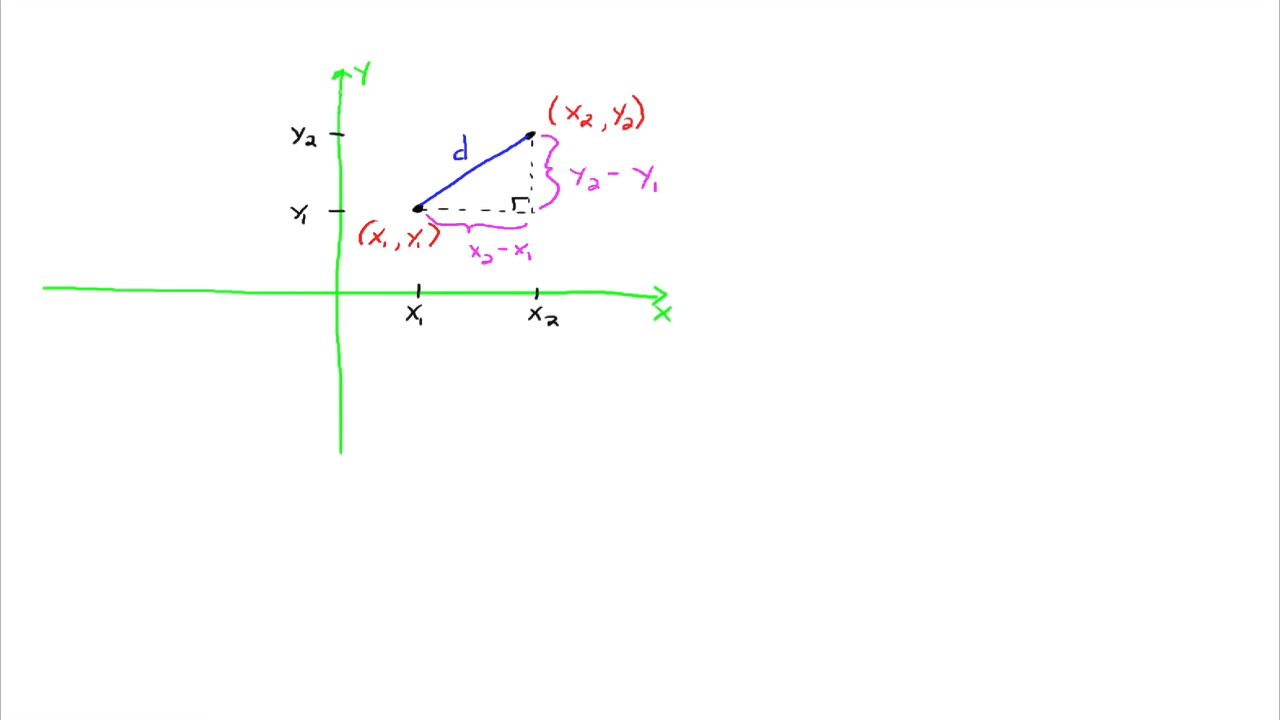 Y
(x₂, y₂)
y₂
d
y₂ - y₁
y₁
(x₁, y₁)
x₂ - x₁
x₁
x₂
X